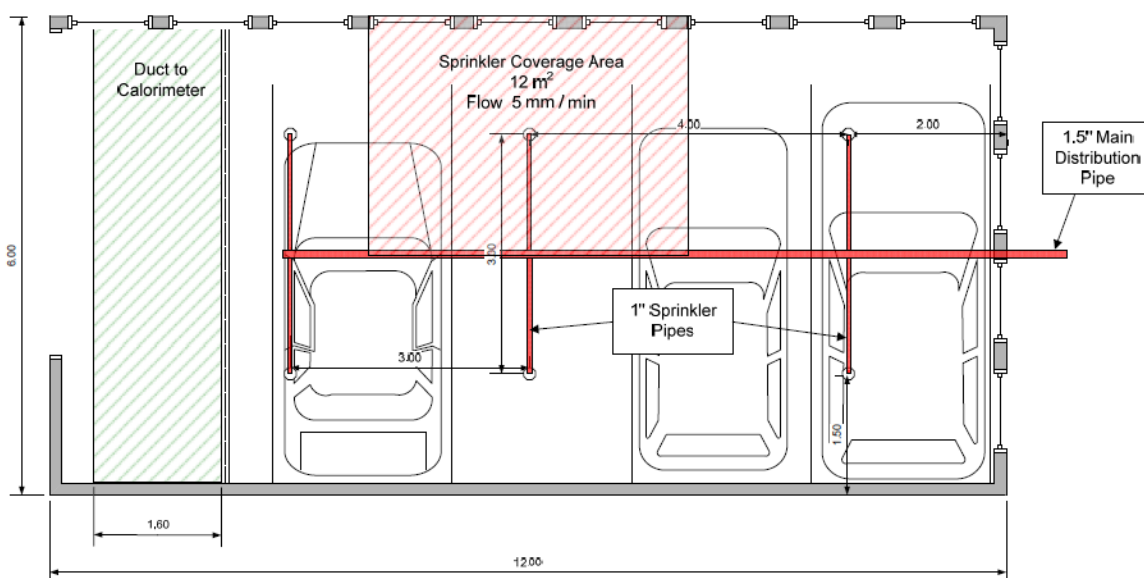 Duct to
Calorimeter
Sprinkler Coverage Area
12 m²
Flow 5 mm / min
4.00
2.00
1.5" Main
Distribution
Pipe
6.00
3.00
1" Sprinkler
Pipes
3.00
1.50
1.60
12.00